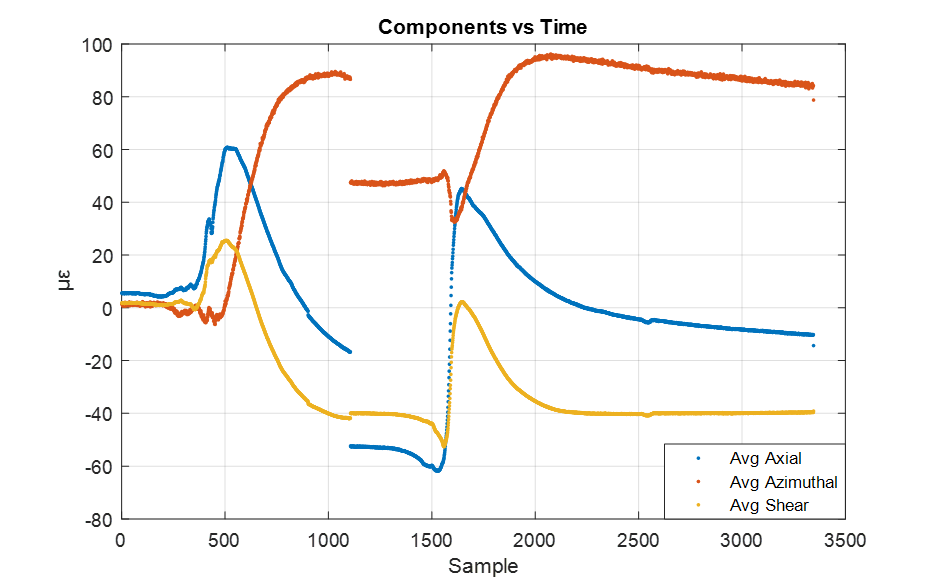 Components vs Time
100
80
60
40
20
0
-20
-40
-60
-80
με
0 500 1000 1500 2000 2500 3000 3500
Sample
Avg Axial
Avg Azimuthal
Avg Shear